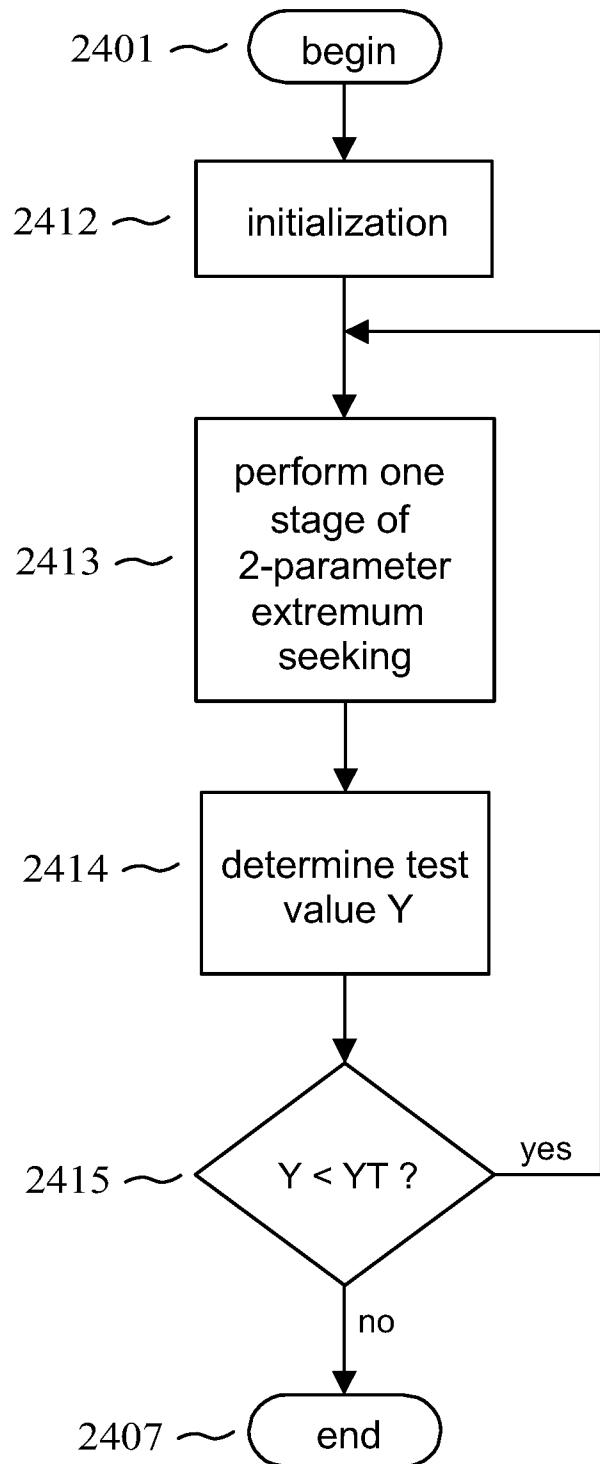 2401 begin
2412 initialization
perform one
stage of
2413 2-parameter
extremum
seeking
2414 determine test
value Y
2415 Y < YT ? yes
no
2407 end